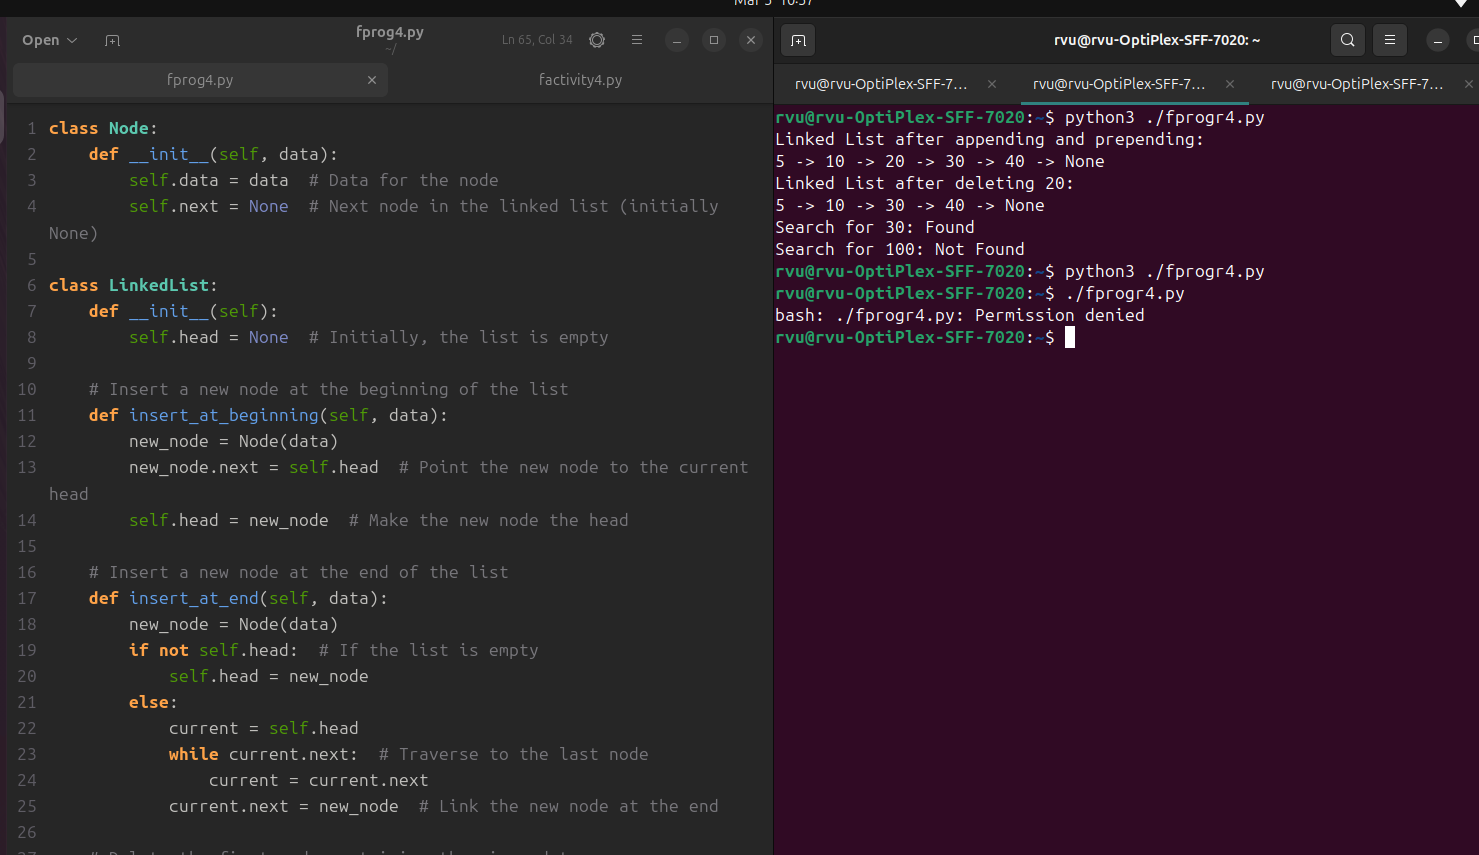 Mar 5 10:57
Open
fprog4.py
~/
Ln 65, Col 34
fprog4.py
factivity4.py
1 class Node:
2 def __init__(self, data):
3 self.data = data # Data for the node
4 self.next = None # Next node in the linked list (initially
None)
5
6 class LinkedList:
7 def __init__(self):
8 self.head = None # Initially, the list is empty
9
10 # Insert a new node at the beginning of the list
11 def insert_at_beginning(self, data):
12 new_node = Node(data)
13 new_node.next = self.head # Point the new node to the current
head
14 self.head = new_node # Make the new node the head
15
16 # Insert a new node at the end of the list
17 def insert_at_end(self, data):
18 new_node = Node(data)
19 if not self.head: # If the list is empty
20 self.head = new_node
21 else:
22 current = self.head
23 while current.next: # Traverse to the last node
24 current = current.next
25 current.next = new_node # Link the new node at the end
26
rvu@rvu-OptiPlex-SFF-7020: ~
rvu@rvu-OptiPlex-SFF-7...
rvu@rvu-OptiPlex-SFF-7...
rvu@rvu-OptiPlex-SFF-7...
rvu@rvu-OptiPlex-SFF-7020:~$ python3 ./fprogr4.py
Linked List after appending and prepending:
5 -> 10 -> 20 -> 30 -> 40 -> None
Linked List after deleting 20:
5 -> 10 -> 30 -> 40 -> None
Search for 30: Found
Search for 100: Not Found
rvu@rvu-OptiPlex-SFF-7020:~$ python3 ./fprogr4.py
rvu@rvu-OptiPlex-SFF-7020:~$ ./fprogr4.py
bash: ./fprogr4.py: Permission denied
rvu@rvu-OptiPlex-SFF-7020:~$